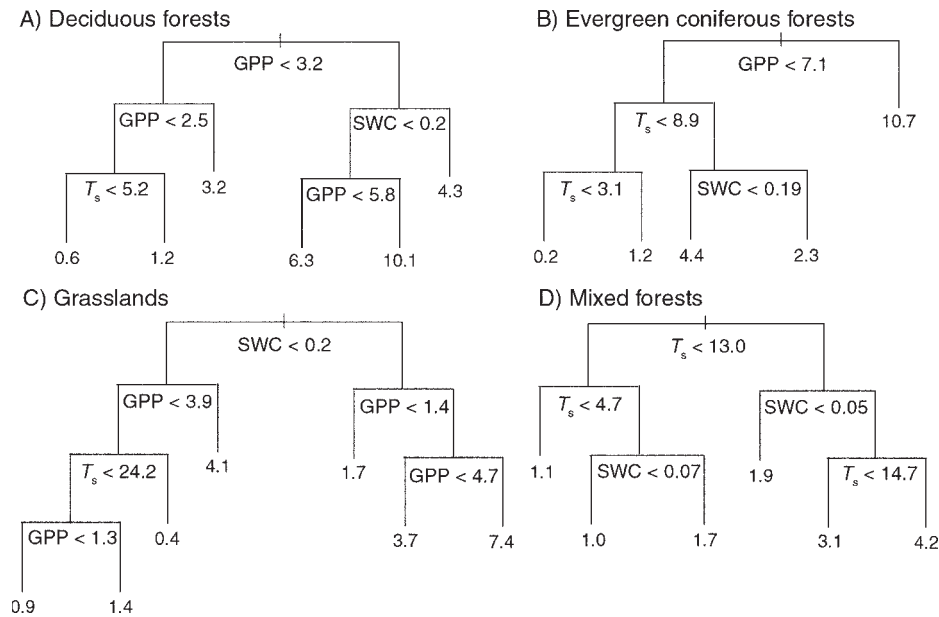 A) Deciduous forests
GPP < 3.2
GPP < 2.5
SWC < 0.2
Ts < 5.2
3.2
GPP < 5.8
4.3
0.6
1.2
6.3
10.1
B) Evergreen coniferous forests
GPP < 7.1
Ts < 8.9
10.7
Ts < 3.1
SWC < 0.19
0.2
1.2
4.4
2.3
C) Grasslands
SWC < 0.2
GPP < 3.9
GPP < 1.4
Ts < 24.2
4.1
1.7
GPP < 4.7
GPP < 1.3
0.4
3.7
7.4
0.9
1.4
D) Mixed forests
Ts < 13.0
Ts < 4.7
SWC < 0.05
1.1
SWC < 0.07
1.9
Ts < 14.7
1.0
1.7
3.1
4.2